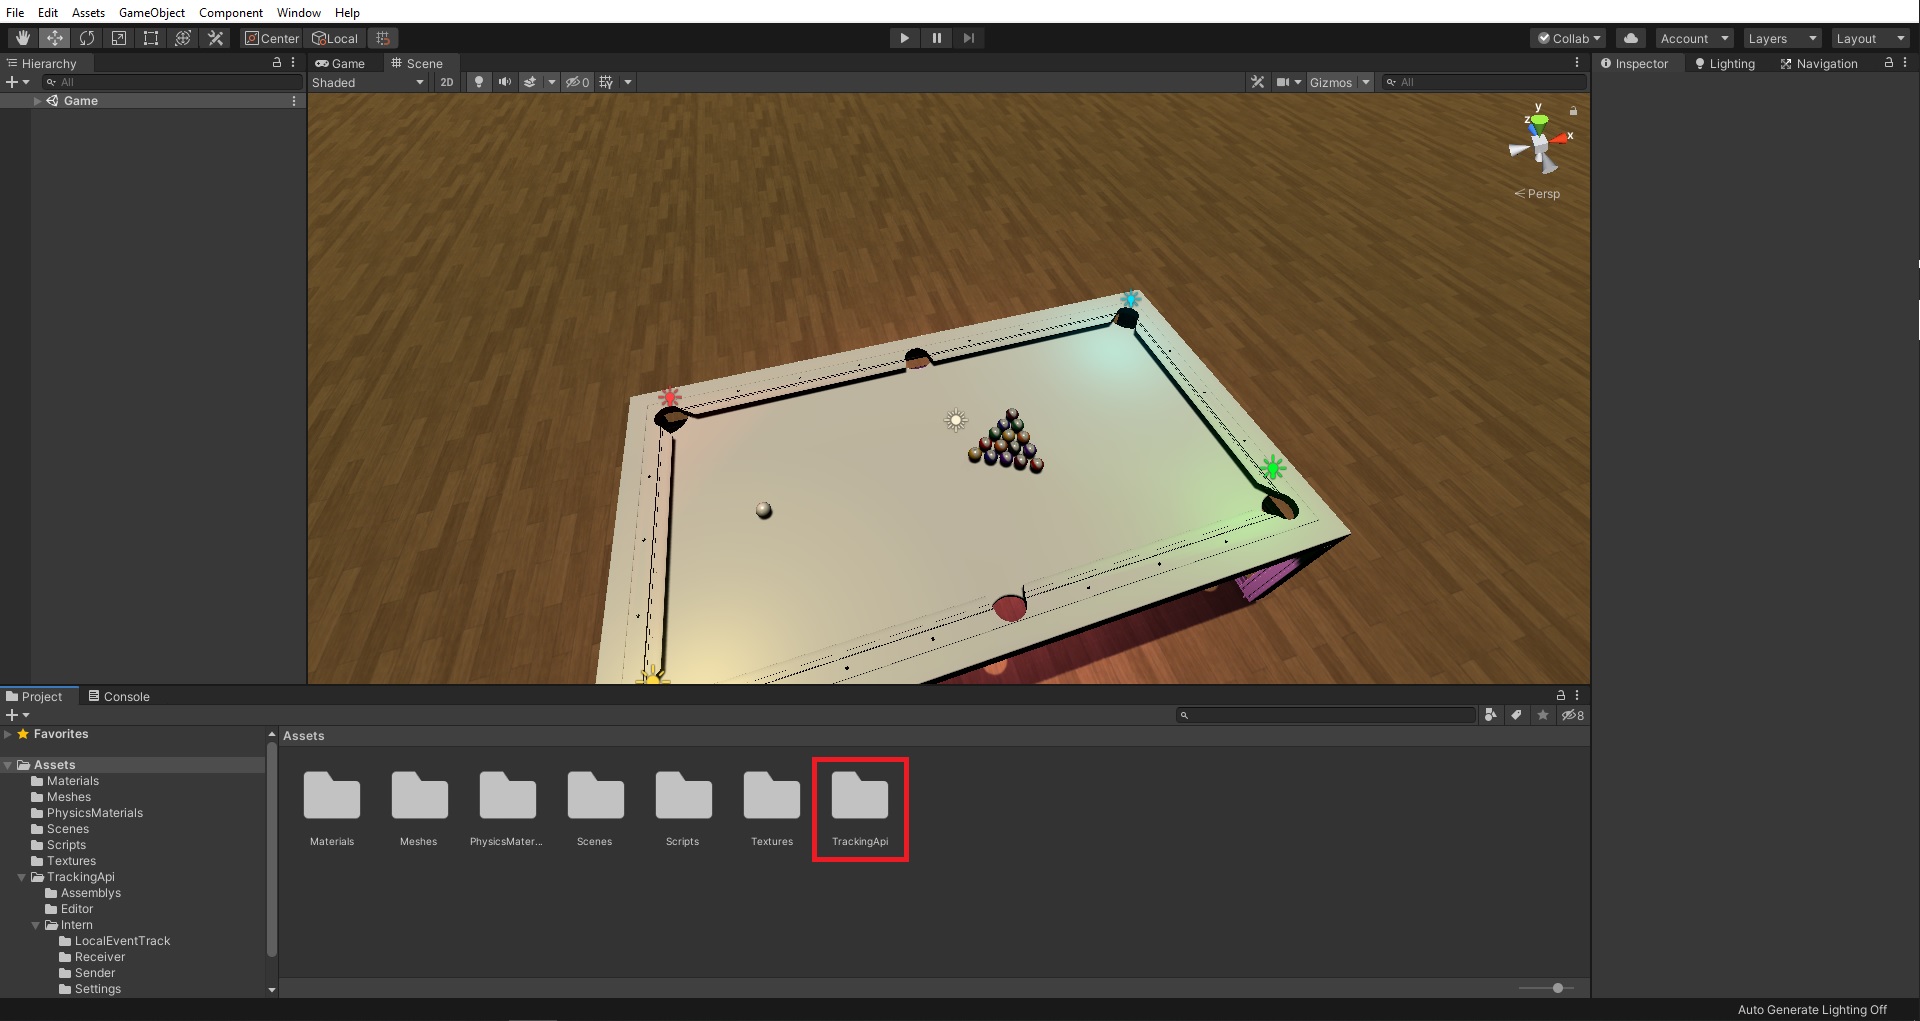 File Edit Assets GameObject Component Window Help
Center Local Collab Account Layers Layout
Hierarchy
All
Game
Game Scene
Shaded 2D 0 Gizmos All
y
z
x
Persp
Inspector Lighting Navigation
Project Console
8
Favorites
Assets
Materials
Meshes
PhysicsMaterials
Scenes
Scripts
Textures
TrackingApi
Assemblys
Editor
Intern
LocalEventTrack
Receiver
Sender
Settings
Assets
Materials Meshes PhysicsMater... Scenes Scripts Textures TrackingApi
Auto Generate Lighting Off